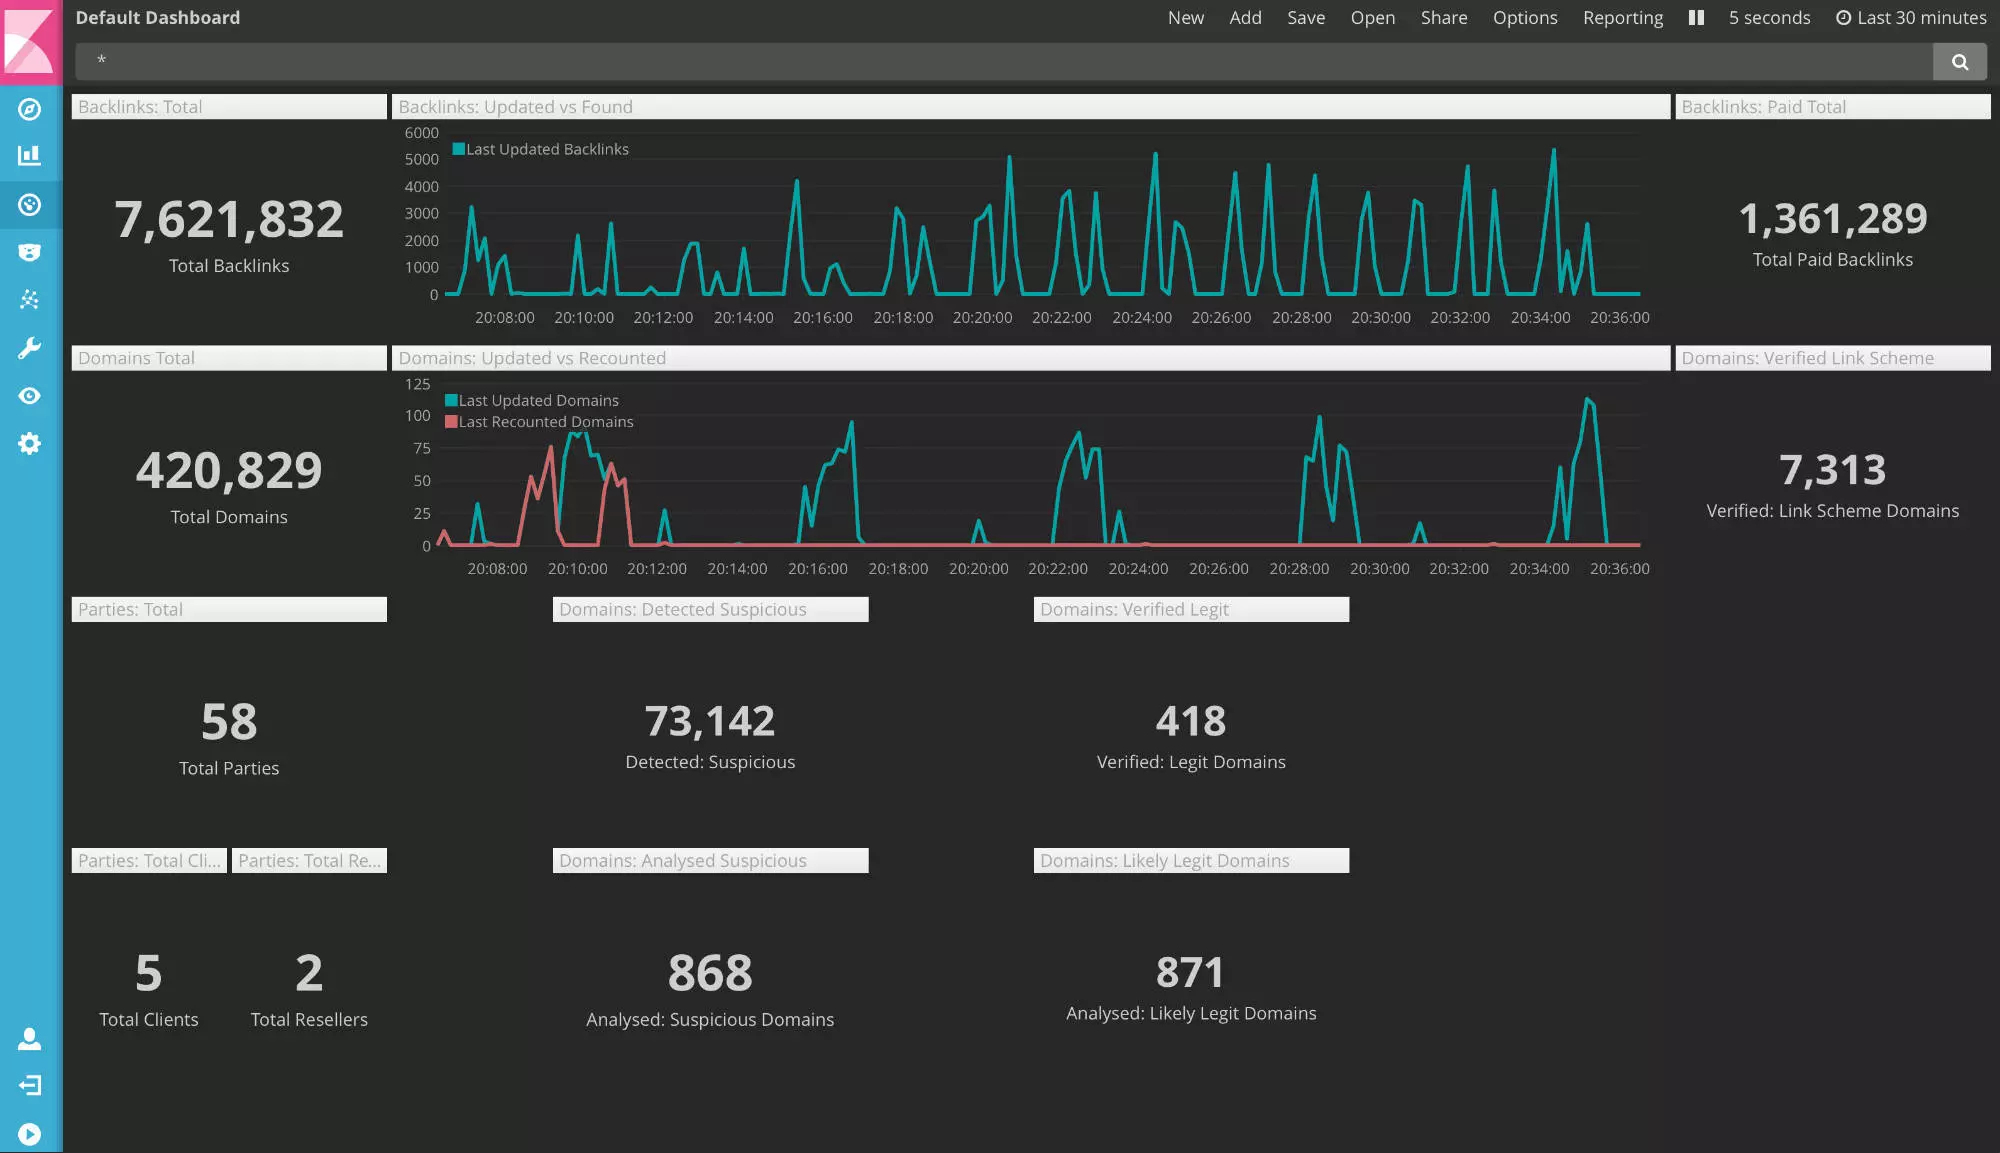 Default Dashboard
New Add Save Open Share Options Reporting 5 seconds Last 30 minutes
*
Backlinks: Total
7,621,832
Total Backlinks
Backlinks: Updated vs Found
Last Updated Backlinks
6000
5000
4000
3000
2000
1000
0
20:08:00 20:10:00 20:12:00 20:14:00 20:16:00 20:18:00 20:20:00 20:22:00 20:24:00 20:26:00 20:28:00 20:30:00 20:32:00 20:34:00 20:36:00
Backlinks: Paid Total
1,361,289
Total Paid Backlinks
Domains Total
420,829
Total Domains
Domains: Updated vs Recounted
Last Updated Domains
Last Recounted Domains
125
100
75
50
25
0
20:08:00 20:10:00 20:12:00 20:14:00 20:16:00 20:18:00 20:20:00 20:22:00 20:24:00 20:26:00 20:28:00 20:30:00 20:32:00 20:34:00 20:36:00
Domains: Verified Link Scheme
7,313
Verified: Link Scheme Domains
Parties: Total
58
Total Parties
Domains: Detected Suspicious
73,142
Detected: Suspicious
Domains: Verified Legit
418
Verified: Legit Domains
Parties: Total Cli...
5
Total Clients
Parties: Total Re...
2
Total Resellers
Domains: Analysed Suspicious
868
Analysed: Suspicious Domains
Domains: Likely Legit Domains
871
Analysed: Likely Legit Domains